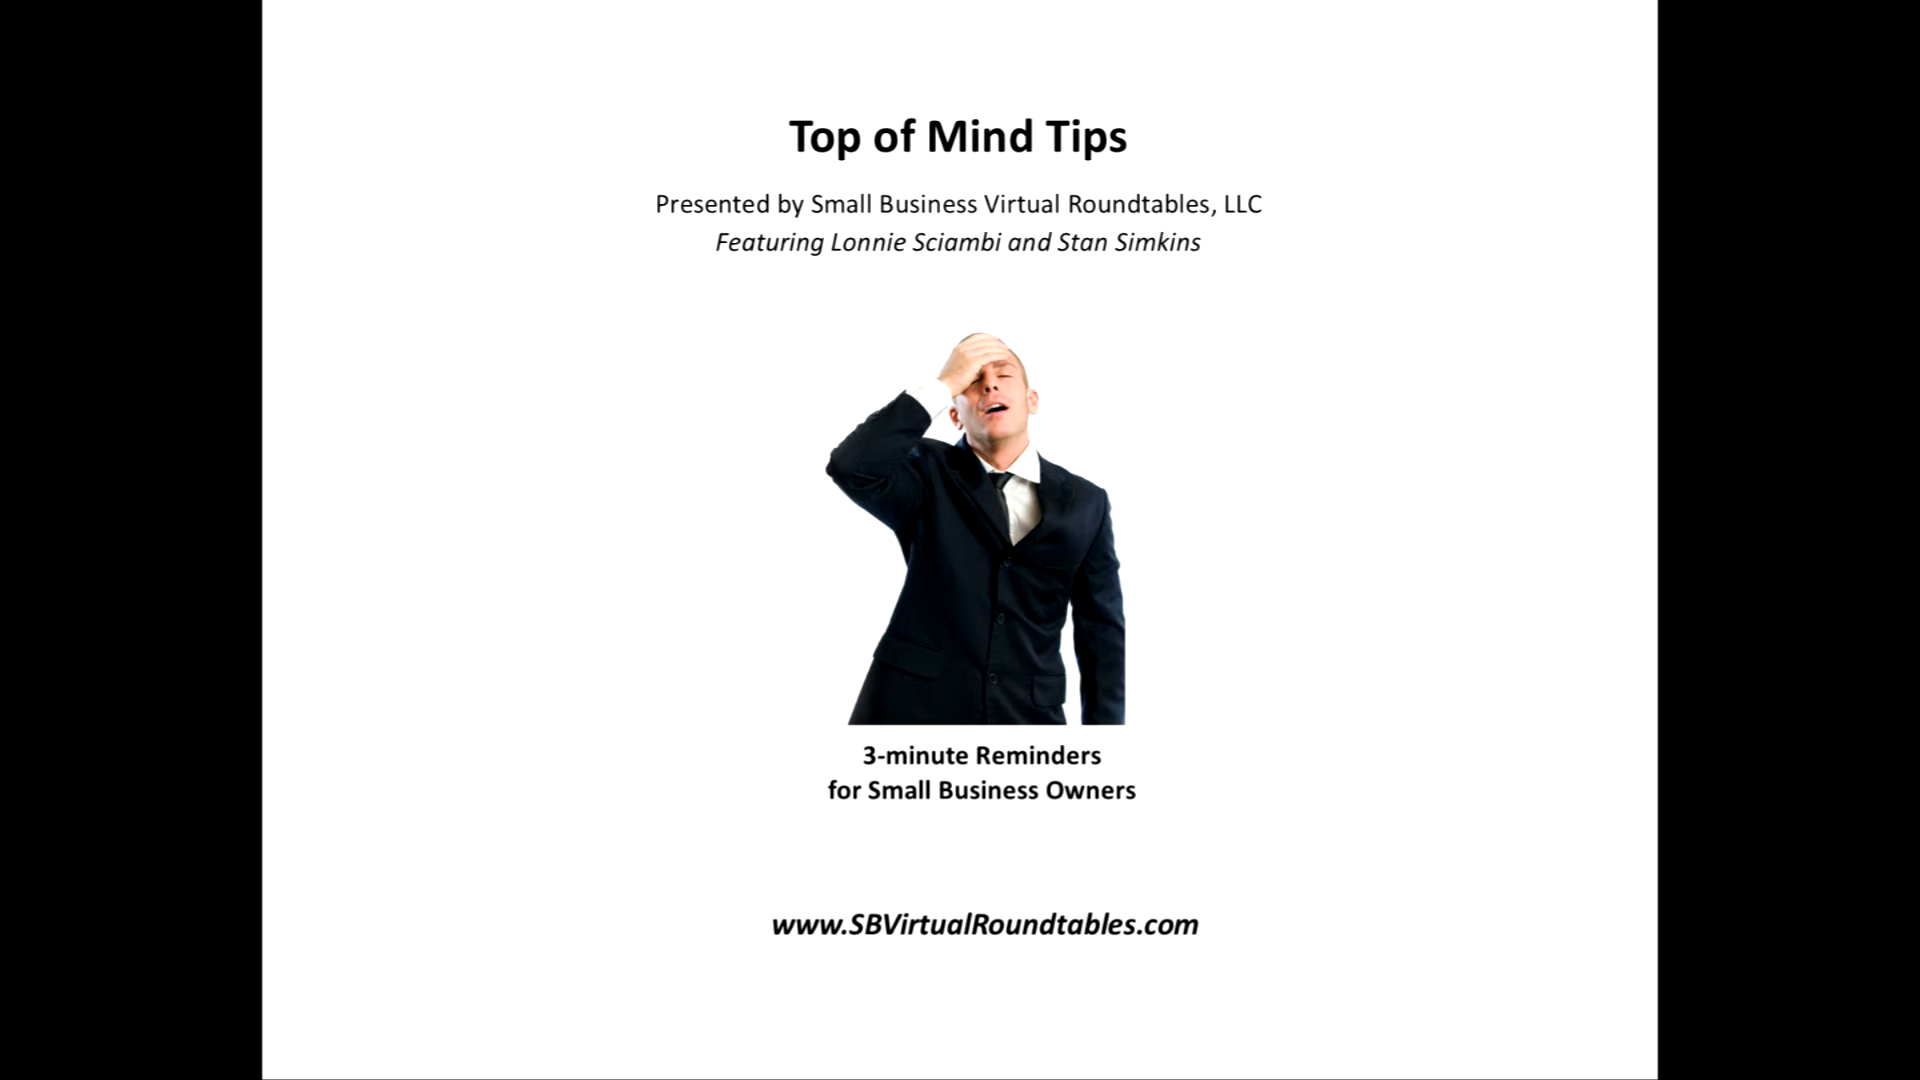 Top of Mind Tips
Presented by Small Business Virtual Roundtables, LLC
Featuring Lonnie Sciambi and Stan Simkins
3-minute Reminders
for Small Business Owners
www.SBVirtualRoundtables.com